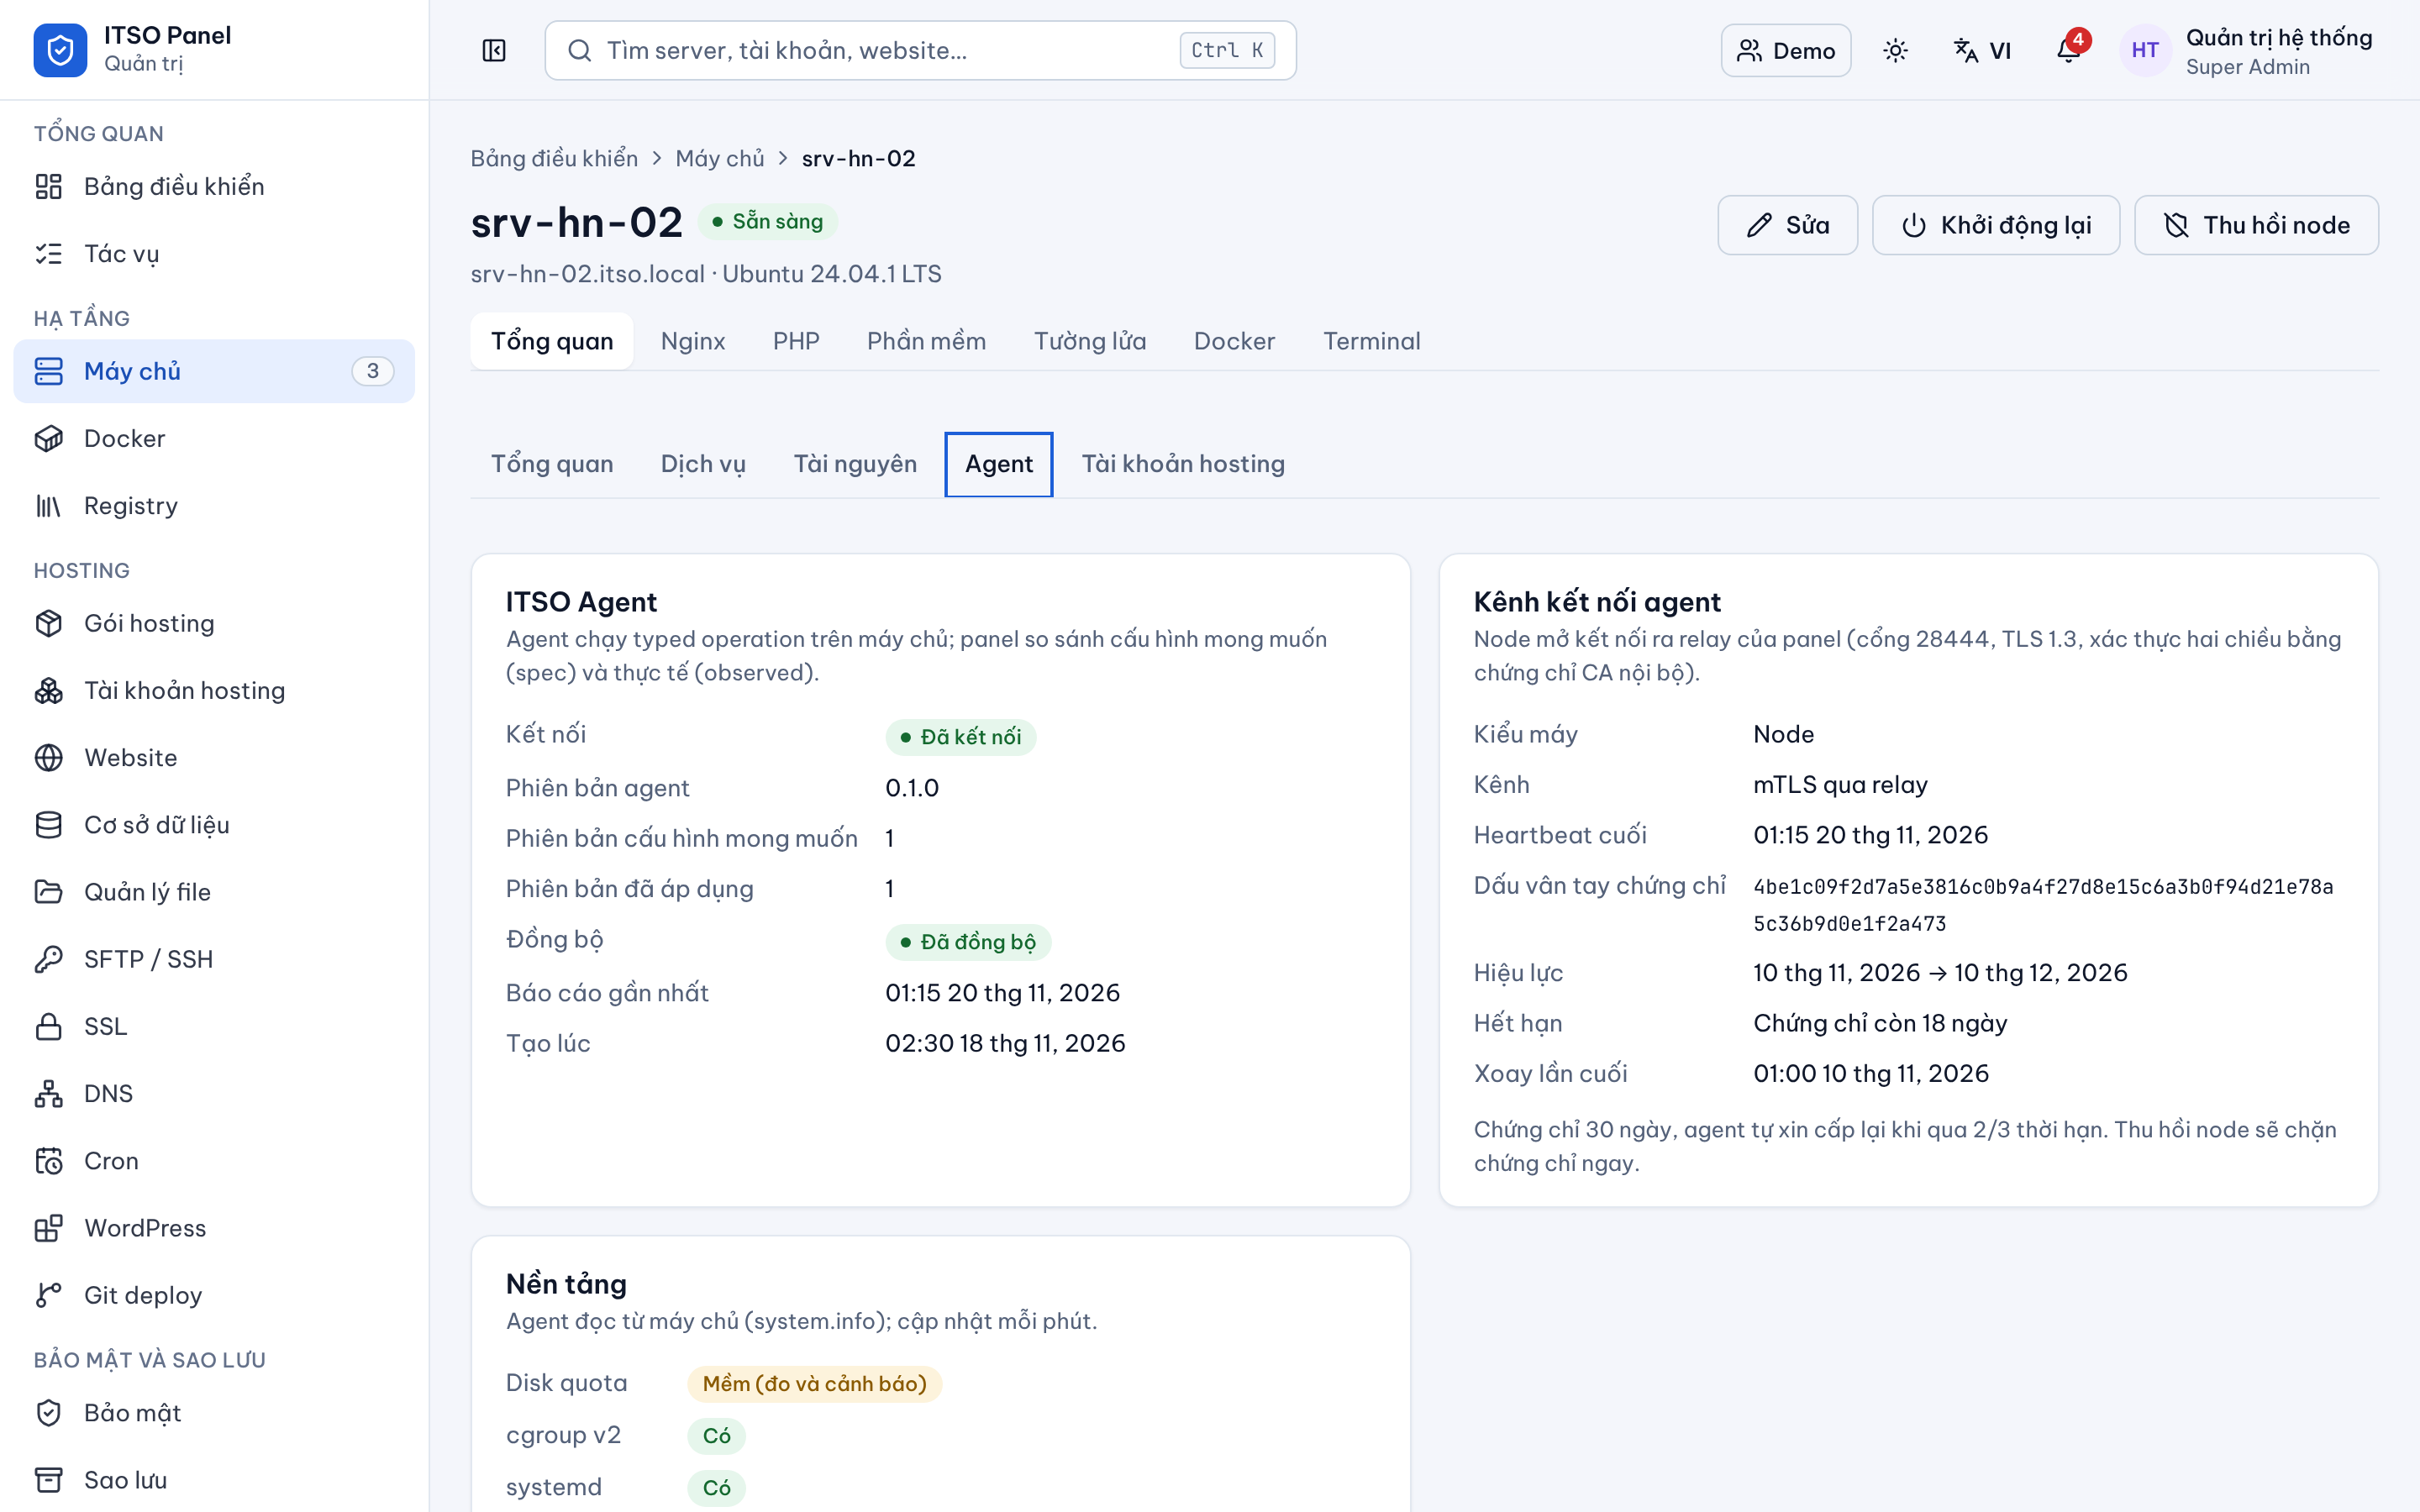 ITSO Panel
Quản trị
Tìm server, tài khoản, website...
Ctrl K
Demo
VI
4
HT
Quản trị hệ thống
Super Admin
TỔNG QUAN
Bảng điều khiển
Tác vụ
HẠ TẦNG
Máy chủ
3
Docker
Registry
HOSTING
Gói hosting
Tài khoản hosting
Website
Cơ sở dữ liệu
Quản lý file
SFTP / SSH
SSL
DNS
Cron
WordPress
Git deploy
BẢO MẬT VÀ SAO LƯU
Bảo mật
Sao lưu
Bảng điều khiển > Máy chủ > srv-hn-02
srv-hn-02
Sẵn sàng
srv-hn-02.itso.local · Ubuntu 24.04.1 LTS
Sửa
Khởi động lại
Thu hồi node
Tổng quan Nginx PHP Phần mềm Tường lửa Docker Terminal
Tổng quan Dịch vụ Tài nguyên Agent Tài khoản hosting
ITSO Agent
Agent chạy typed operation trên máy chủ; panel so sánh cấu hình mong muốn
(spec) và thực tế (observed).
Kết nối Đã kết nối
Phiên bản agent 0.1.0
Phiên bản cấu hình mong muốn 1
Phiên bản đã áp dụng 1
Đồng bộ Đã đồng bộ
Báo cáo gần nhất 01:15 20 thg 11, 2026
Tạo lúc 02:30 18 thg 11, 2026
Kênh kết nối agent
Node mở kết nối ra relay của panel (cổng 28444, TLS 1.3, xác thực hai chiều bằng
chứng chỉ CA nội bộ).
Kiểu máy Node
Kênh mTLS qua relay
Heartbeat cuối 01:15 20 thg 11, 2026
Dấu vân tay chứng chỉ 4be1c09f2d7a5e3816c0b9a4f27d8e15c6a3b0f94d21e78a
5c36b9d0e1f2a473
Hiệu lực 10 thg 11, 2026 → 10 thg 12, 2026
Hết hạn Chứng chỉ còn 18 ngày
Xoay lần cuối 01:00 10 thg 11, 2026
Chứng chỉ 30 ngày, agent tự xin cấp lại khi qua 2/3 thời hạn. Thu hồi node sẽ chặn
chứng chỉ ngay.
Nền tảng
Agent đọc từ máy chủ (system.info); cập nhật mỗi phút.
Disk quota Mềm (đo và cảnh báo)
cgroup v2 Có
systemd Có